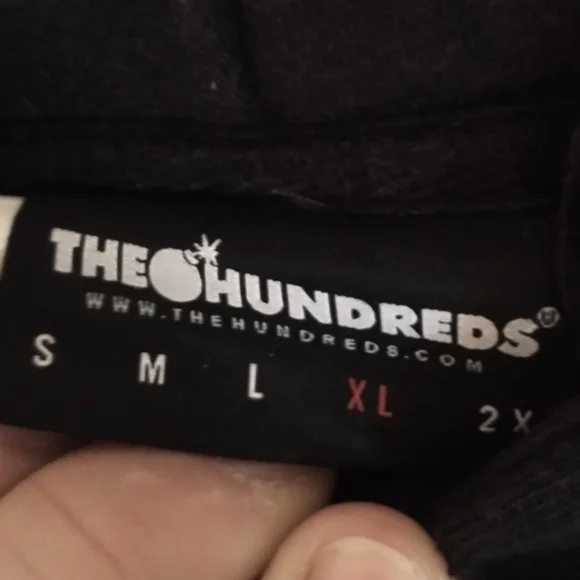 THE HUNDREDS®
WWW.THEHUNDREDS.COM
S M L XL 2X